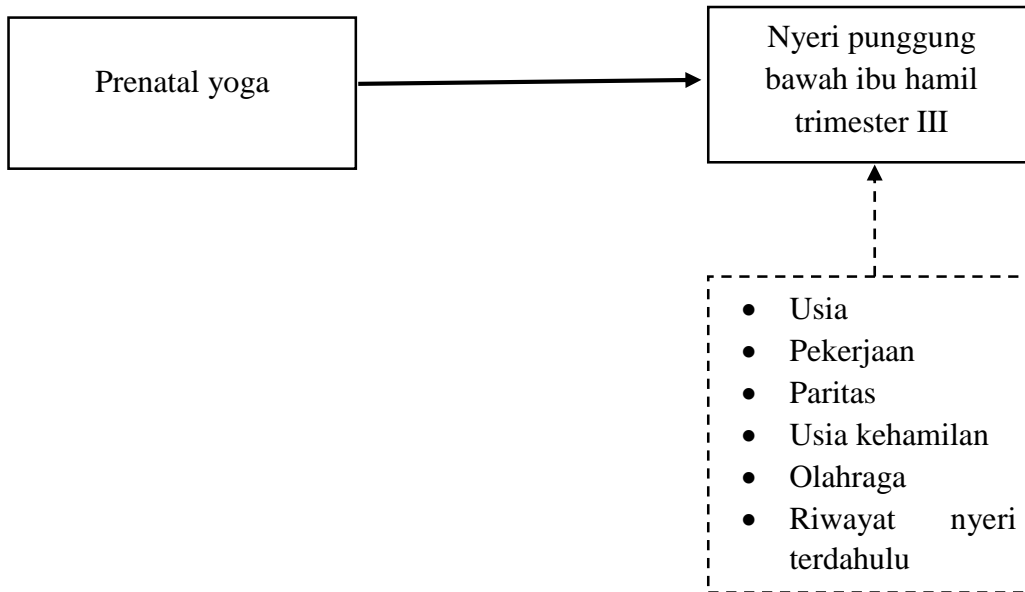 Prenatal yoga
Nyeri punggung
bawah ibu hamil
trimester III
• Usia
• Pekerjaan
• Paritas
• Usia kehamilan
• Olahraga
• Riwayat nyeri
terdahulu